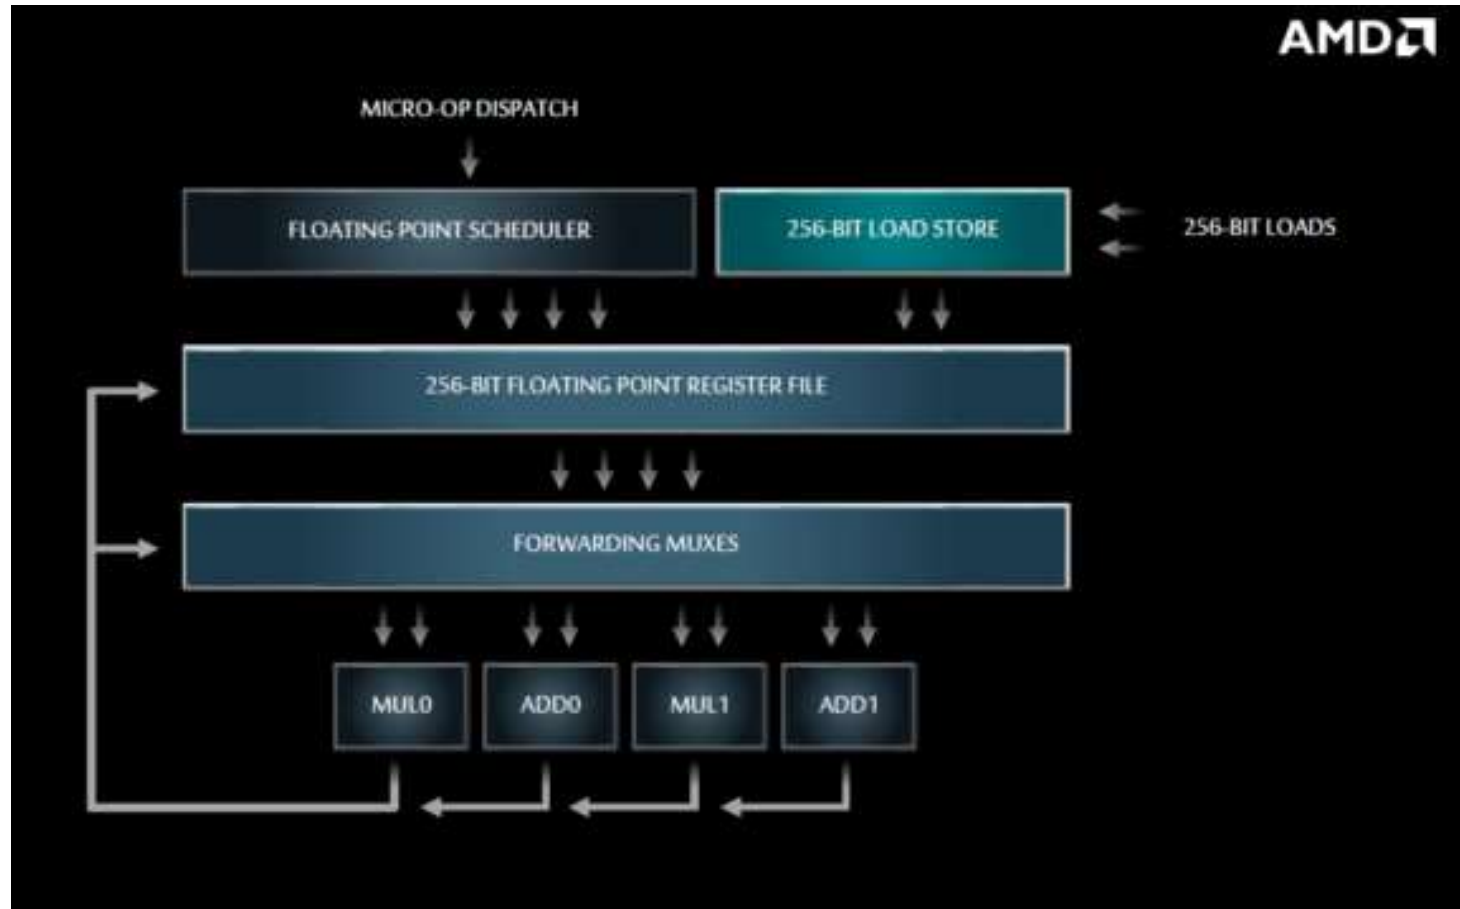 AMD
MICRO-OP DISPATCH
FLOATING POINT SCHEDULER
256-BIT LOAD STORE
256-BIT LOADS
256-BIT FLOATING POINT REGISTER FILE
FORWARDING MUXES
MUL0
ADD0
MUL1
ADD1